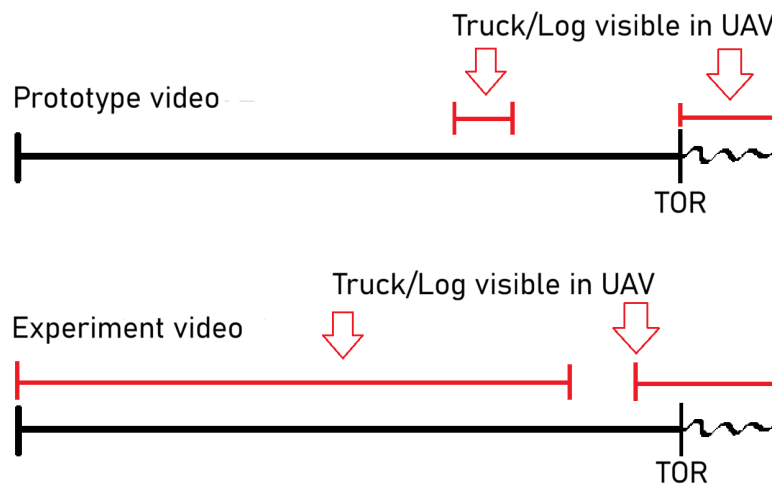 Truck/Log visible in UAV
Prototype video
TOR
Truck/Log visible in UAV
Experiment video
TOR